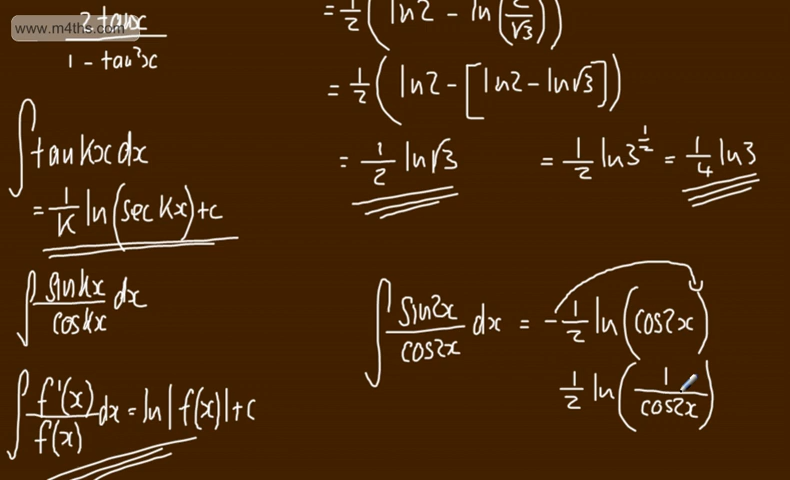 www.m4ths.com
2tanx / 1 - tan²x
∫ tan kx dx
= 1/k ln(sec kx) + c
∫ sin kx / cos kx dx
∫ f'(x) / f(x) dx = ln|f(x)| + c
= 1/2 (ln2 - ln(2/√3))
= 1/2 (ln2 - [ln2 - ln√3])
= 1/2 ln√3 = 1/2 ln3^(1/2) = 1/4 ln3
∫ sin2x / cos2x dx = -1/2 ln(cos2x)
1/2 ln(1 / cos2x)